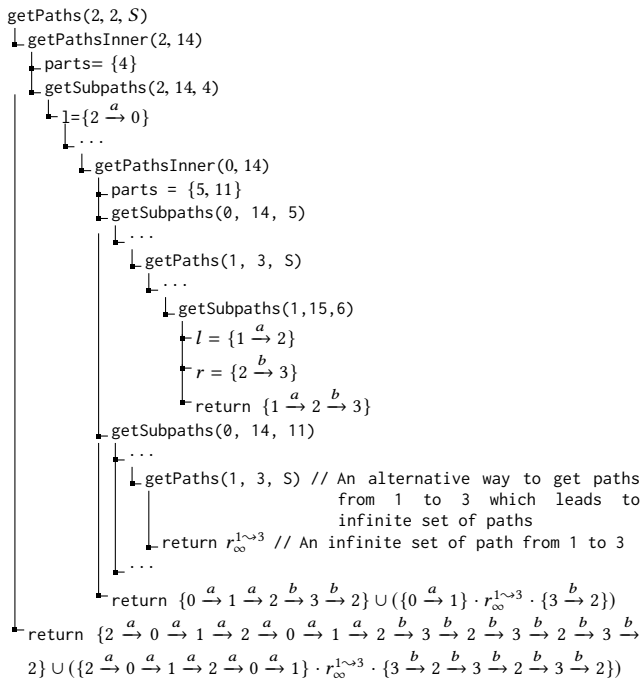 getPaths(2, 2, S)
getPathsInner(2, 14)
parts= {4}
getSubpaths(2, 14, 4)
l={2 a→ 0}
...
getPathsInner(0, 14)
parts = {5, 11}
getSubpaths(0, 14, 5)
...
getPaths(1, 3, S)
...
getSubpaths(1,15,6)
l = {1 a→ 2}
r = {2 b→ 3}
return {1 a→ 2 b→ 3}
getSubpaths(0, 14, 11)
...
getPaths(1, 3, S) // An alternative way to get paths
from 1 to 3 which leads to
infinite set of paths
return r∞^{1⤳3} // An infinite set of path from 1 to 3
...
return {0 a→ 1 a→ 2 b→ 3 b→ 2} ∪ ({0 a→ 1} · r∞^{1⤳3} · {3 b→ 2})
return {2 a→ 0 a→ 1 a→ 2 a→ 0 a→ 1 a→ 2 b→ 3 b→ 2 b→ 3 b→ 2 b→ 3 b→
2} ∪ ({2 a→ 0 a→ 1 a→ 2 a→ 0 a→ 1} · r∞^{1⤳3} · {3 b→ 2 b→ 3 b→ 2 b→ 3 b→ 2})